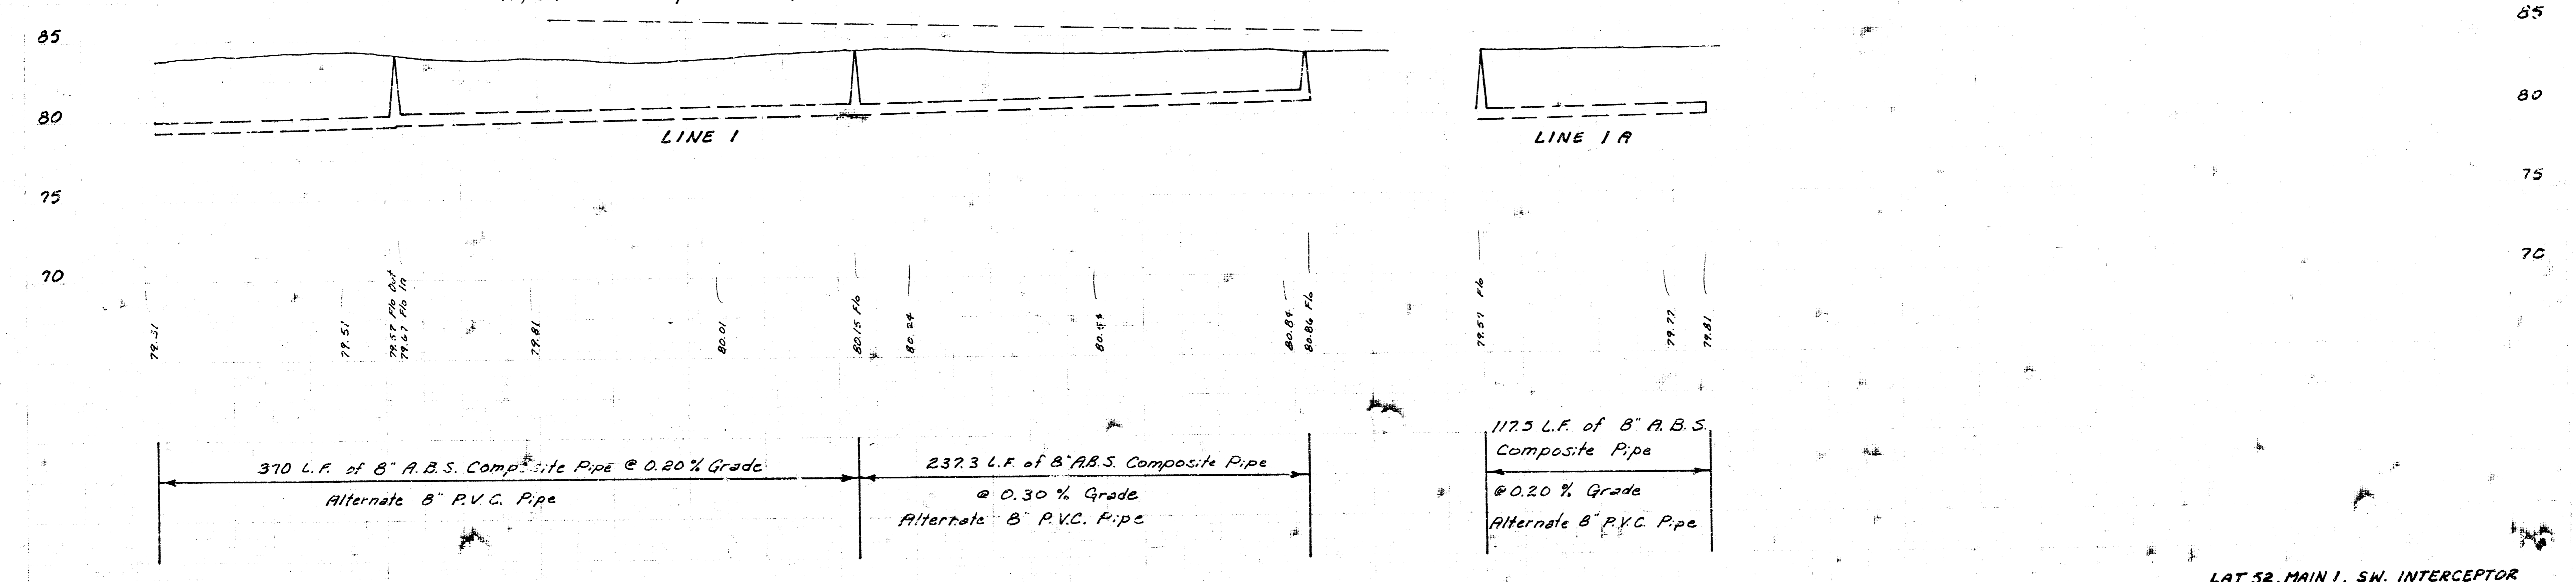 85
85
80
80
LINE 1
LINE 1 A
75
75
70
70
79.31
79.51
79.57 F/o Out
79.67 F/o In
79.81
80.01
80.15 F/o
80.24
80.54
80.84
80.86 F/o
79.57 F/o
79.77
79.81
370 L.F. of 8" A.B.S. Composite Pipe @ 0.20 % Grade
Alternate 8" P.V.C. Pipe
237.3 L.F. of 8" A.B.S. Composite Pipe
@ 0.30 % Grade
Alternate 8" P.V.C. Pipe
117.5 L.F. of 8" A.B.S.
Composite Pipe
@ 0.20 % Grade
Alternate 8" P.V.C. Pipe
LAT 52, MAIN 1, SW. INTERCEPTOR